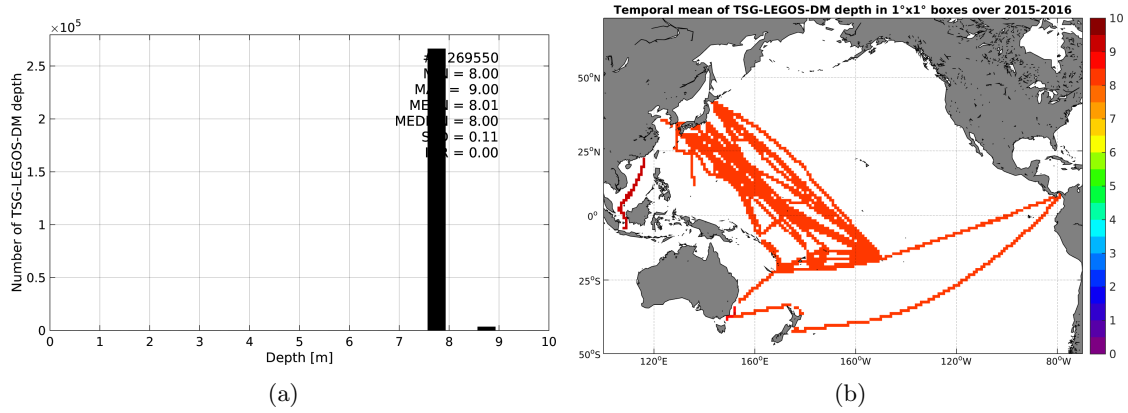 ×10⁵
2.5
2
1.5
1
0.5
0
Number of TSG-LEGOS-DM depth
269550
= 8.00
= 9.00
= 8.01
MEDIAN = 8.00
= 0.11
= 0.00
0 1 2 3 4 5 6 7 8 9 10
Depth [m]
(a)
Temporal mean of TSG-LEGOS-DM depth in 1°x1° boxes over 2015-2016
50°N
25°N
0°
25°S
50°S
120°E 160°E 160°W 120°W 80°W
10
9
8
7
6
5
4
3
2
1
0
(b)